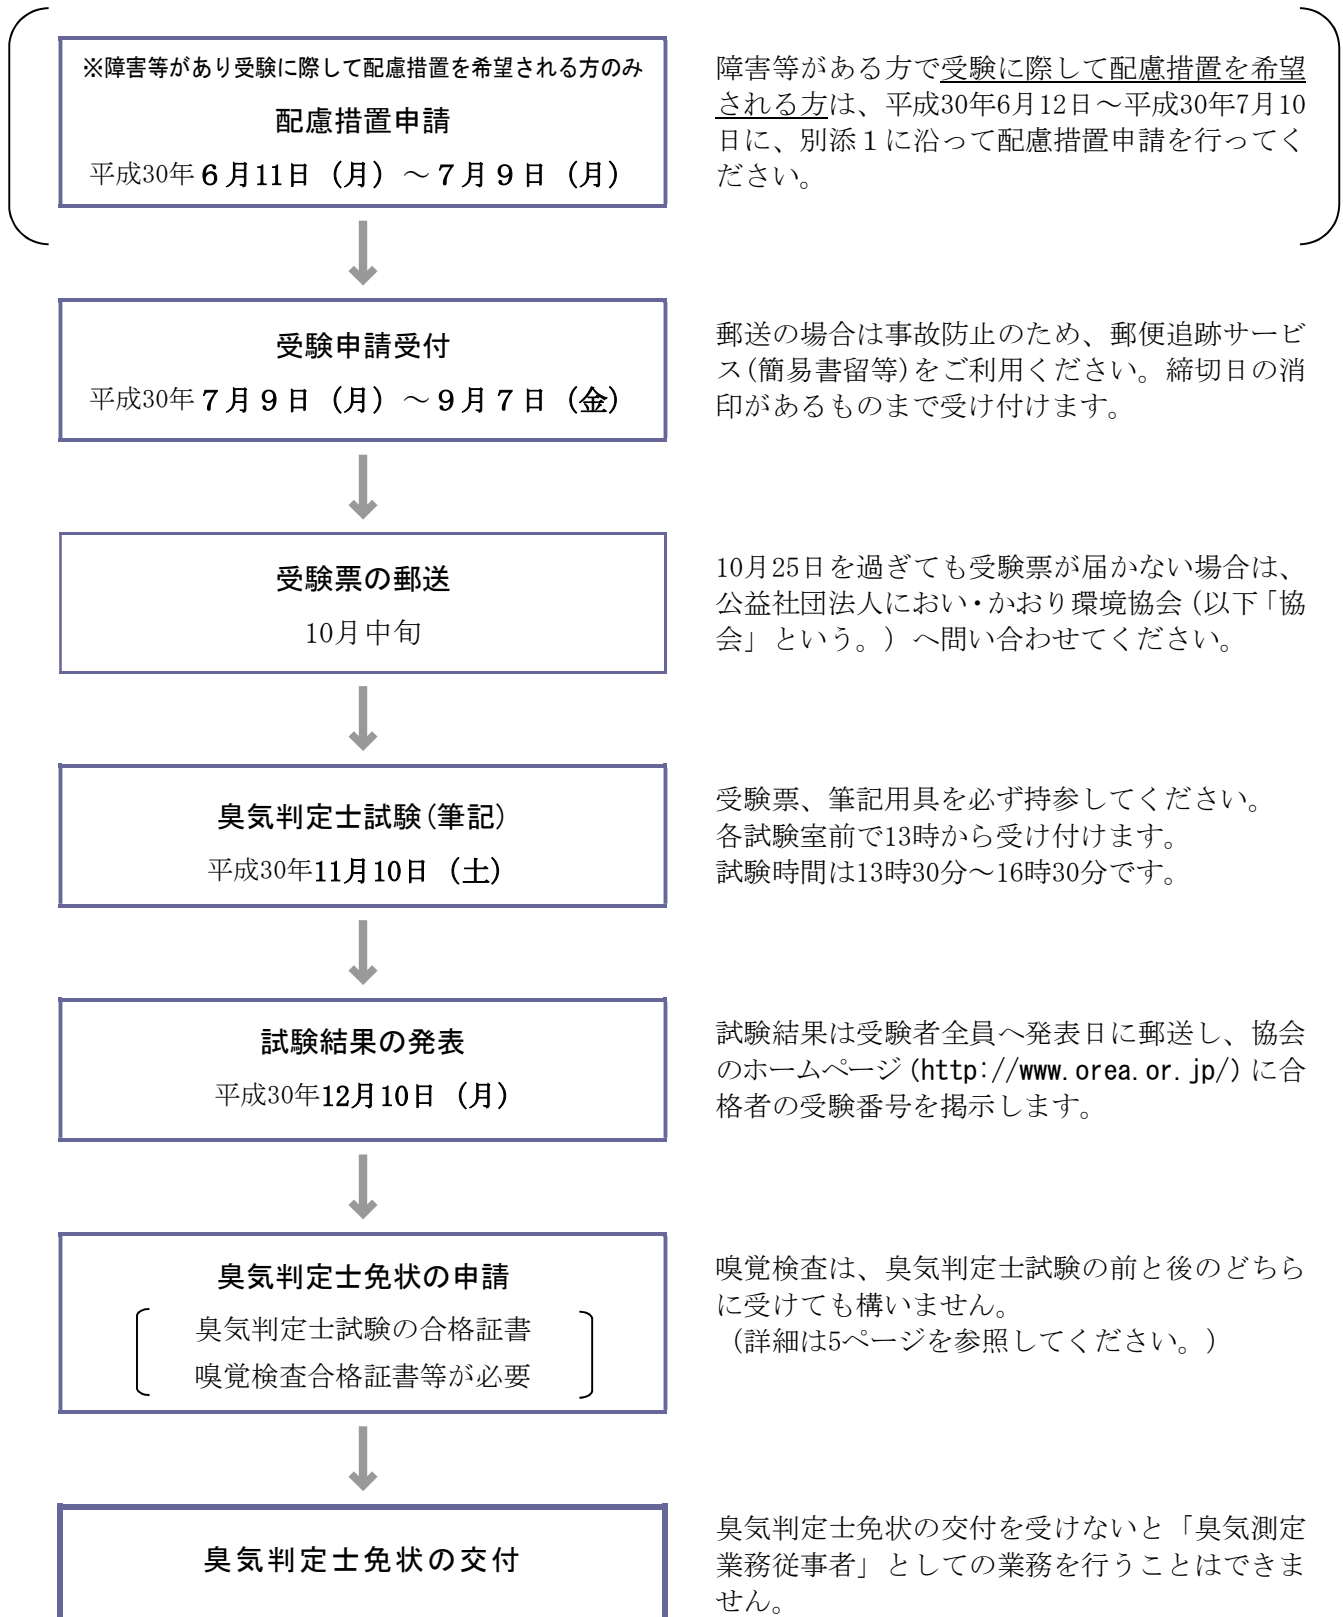 ※障害等があり受験に際して配慮措置を希望される方のみ
配慮措置申請
平成30年６月11日（月）～７月９日（月）
障害等がある方で受験に際して配慮措置を希望
される方は、平成30年6月12日～平成30年7月10
日に、別添１に沿って配慮措置申請を行ってく
ださい。
受験申請受付
平成30年７月９日（月）～９月７日（金）
郵送の場合は事故防止のため、郵便追跡サービ
ス(簡易書留等)をご利用ください。締切日の消
印があるものまで受け付けます。
受験票の郵送
10月中旬
10月25日を過ぎても受験票が届かない場合は、
公益社団法人におい・かおり環境協会（以下「協
会」という。）へ問い合わせてください。
臭気判定士試験(筆記)
平成30年11月10日（土）
受験票、筆記用具を必ず持参してください。
各試験室前で13時から受け付けます。
試験時間は13時30分～16時30分です。
試験結果の発表
平成30年12月10日（月）
試験結果は受験者全員へ発表日に郵送し、協会
のホームページ（http://www.orea.or.jp/）に合
格者の受験番号を掲示します。
臭気判定士免状の申請
臭気判定士試験の合格証書
嗅覚検査合格証書等が必要
嗅覚検査は、臭気判定士試験の前と後のどちら
に受けても構いません。
（詳細は5ページを参照してください。）
臭気判定士免状の交付
臭気判定士免状の交付を受けないと「臭気測定
業務従事者」としての業務を行うことはできま
せん。